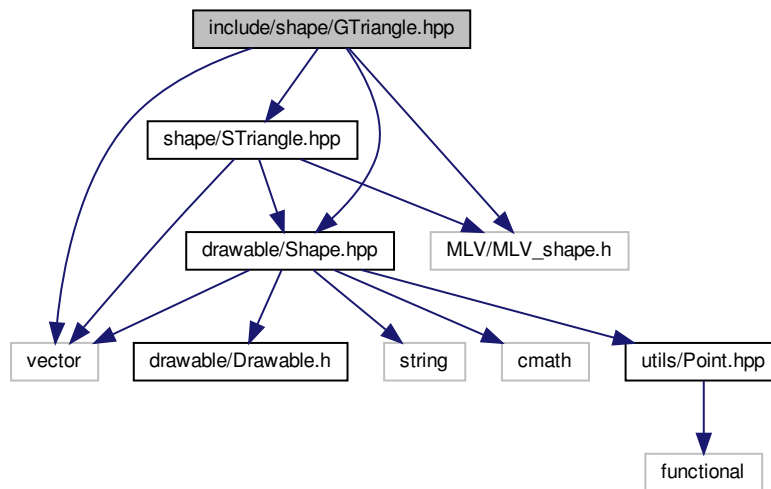 include/shape/GTriangle.hpp
shape/STriangle.hpp
drawable/Shape.hpp
MLV/MLV_shape.h
vector
drawable/Drawable.h
string
cmath
utils/Point.hpp
functional